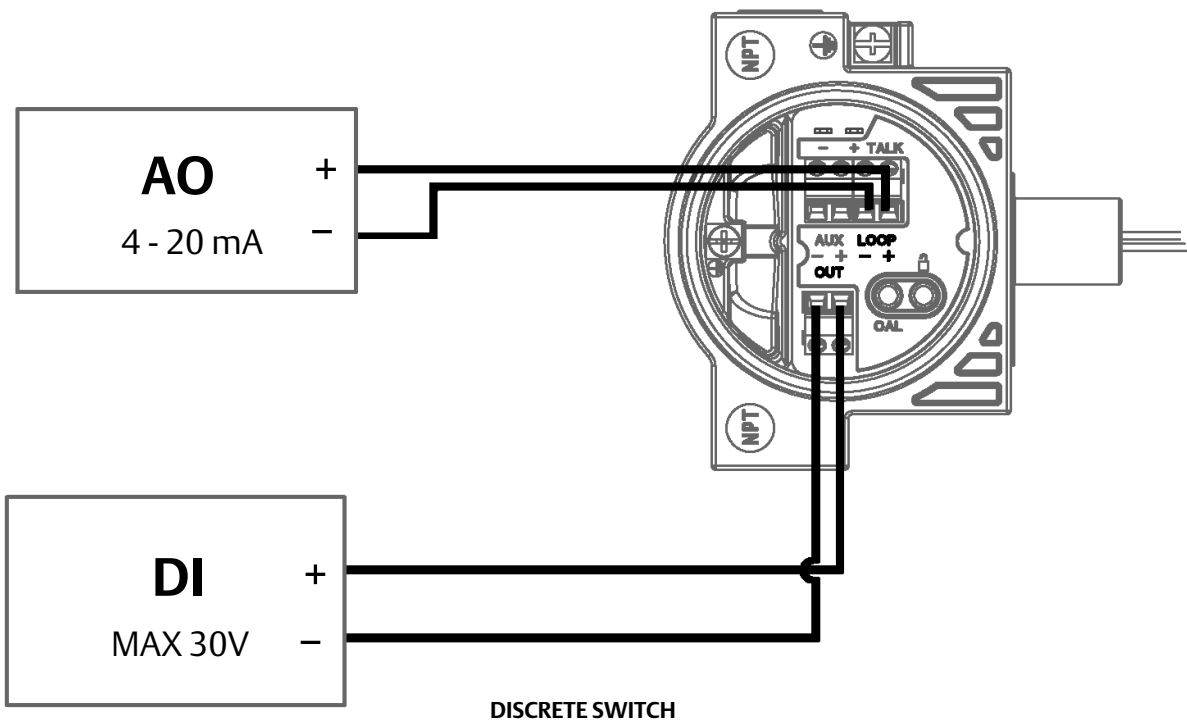 NPT
AO
4 - 20 mA
+
−
− + TALK
AUX LOOP
− + − +
OUT
CAL
NPT
DI
MAX 30V
+
−
DISCRETE SWITCH